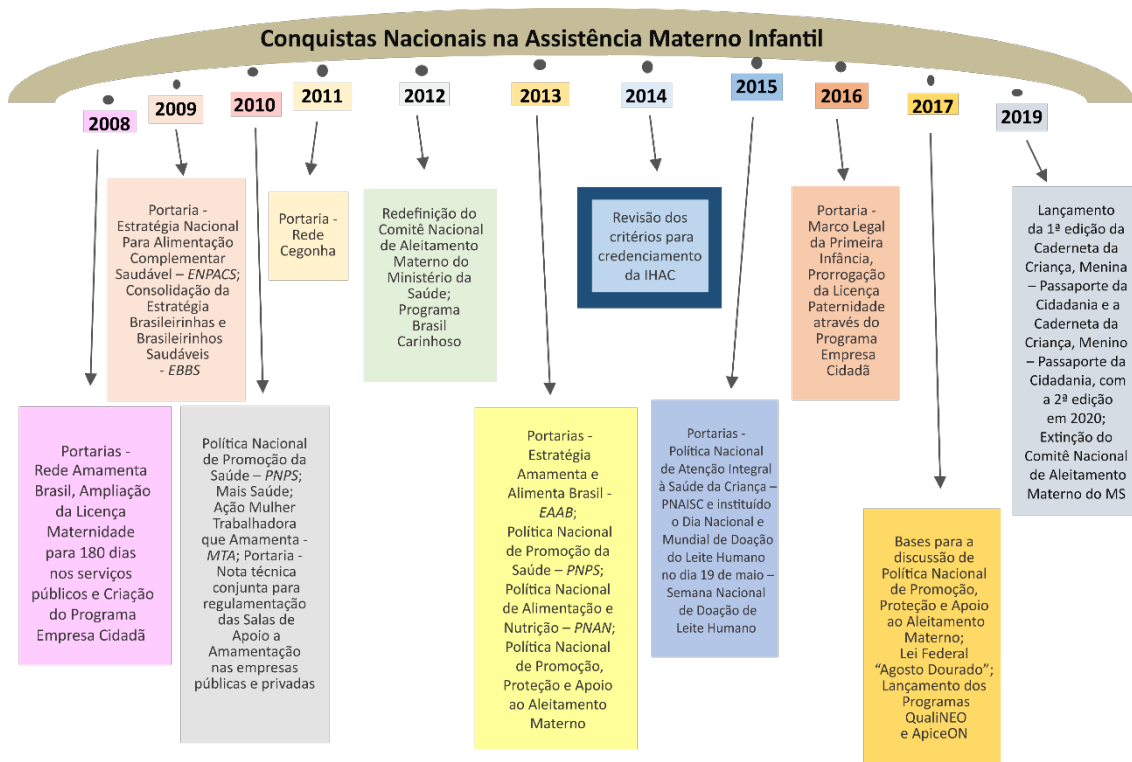 Conquistas Nacionais na Assistência Materno Infantil
2008
2009
2010
2011
2012
2013
2014
2015
2016
2017
2019
Portaria -
Estratégia Nacional
Para Alimentação
Complementar
Saudável – ENPACS;
Consolidação da
Estratégia
Brasileirinhas e
Brasileirinhos
Saudáveis
- EBBS
Portaria -
Rede
Cegonha
Redefinição do
Comitê Nacional
de Aleitamento
Materno do
Ministério da
Saúde;
Programa
Brasil
Carinhoso
Revisão dos
critérios para
credenciamento
da IHAC
Portaria -
Marco Legal
da Primeira
Infância,
Prorrogação
da Licença
Paternidade
através do
Programa
Empresa
Cidadã
Lançamento
da 1ª edição da
Caderneta da
Criança, Menina
– Passaporte da
Cidadania e a
Caderneta da
Criança, Menino
– Passaporte da
Cidadania, com
a 2ª edição
em 2020;
Extinção do
Comitê Nacional
de Aleitamento
Materno do MS
Portarias -
Rede Amamenta
Brasil, Ampliação
da Licença
Maternidade
para 180 dias
nos serviços
públicos e Criação
do Programa
Empresa Cidadã
Política Nacional
de Promoção da
Saúde – PNPS;
Mais Saúde;
Ação Mulher
Trabalhadora
que Amamenta -
MTA; Portaria -
Nota técnica
conjunta para
regulamentação
das Salas de
Apoio a
Amamentação
nas empresas
públicas e privadas
Portarias -
Estratégia
Amamenta e
Alimenta Brasil -
EAAB;
Política Nacional
de Promoção da
Saúde – PNPS;
Política Nacional
de Alimentação e
Nutrição – PNAN;
Política Nacional
de Promoção,
Proteção e Apoio
ao Aleitamento
Materno
Portarias -
Política Nacional
de Atenção Integral
à Saúde da Criança –
PNAISC e instituído
o Dia Nacional e
Mundial de Doação
do Leite Humano
no dia 19 de maio –
Semana Nacional
de Doação de
Leite Humano
Bases para a
discussão de
Política Nacional
de Promoção,
Proteção e Apoio
ao Aleitamento
Materno;
Lei Federal
“Agosto Dourado”;
Lançamento dos
Programas
QualiNEO
e ApiceON